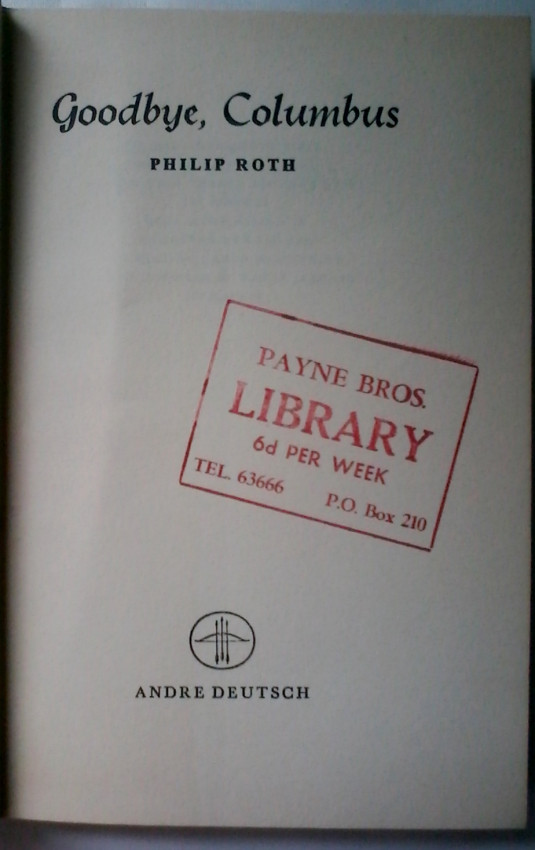 Goodbye, Columbus
PHILIP ROTH
PAYNE BROS.
LIBRARY
6d PER WEEK
TEL. 63666 P.O. Box 210
ANDRE DEUTSCH